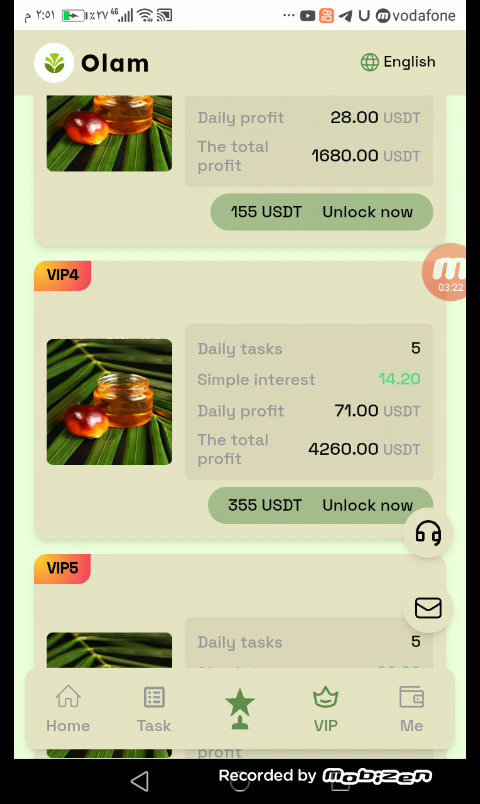 م ٢:٥١ ٪٢٧ 46 vodafone
Olam English
Daily profit 28.00 USDT
The total profit 1680.00 USDT
155 USDT Unlock now
VIP4
03:22
Daily tasks 5
Simple interest 14.20
Daily profit 71.00 USDT
The total profit 4260.00 USDT
355 USDT Unlock now
VIP5
Daily tasks 5
Home Task VIP Me
profit
Recorded by Mobizen